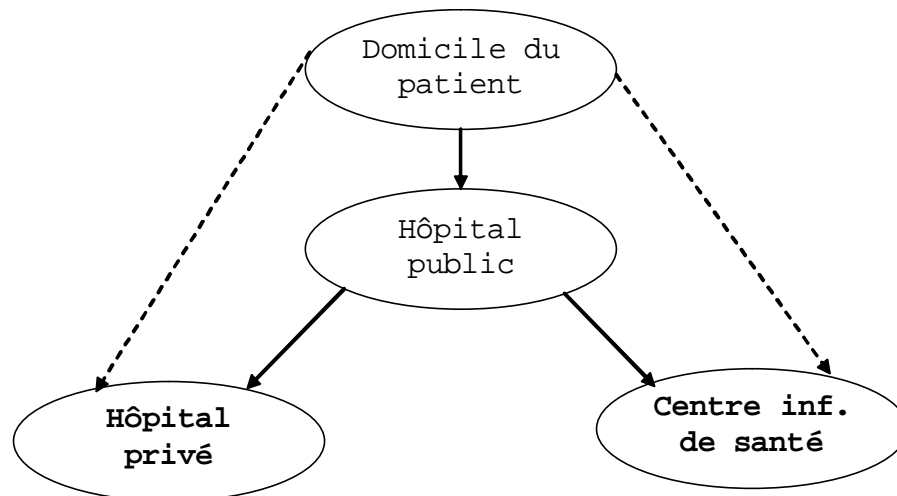 Domicile du
patient
Hôpital
public
Hôpital
privé
Centre inf.
de santé